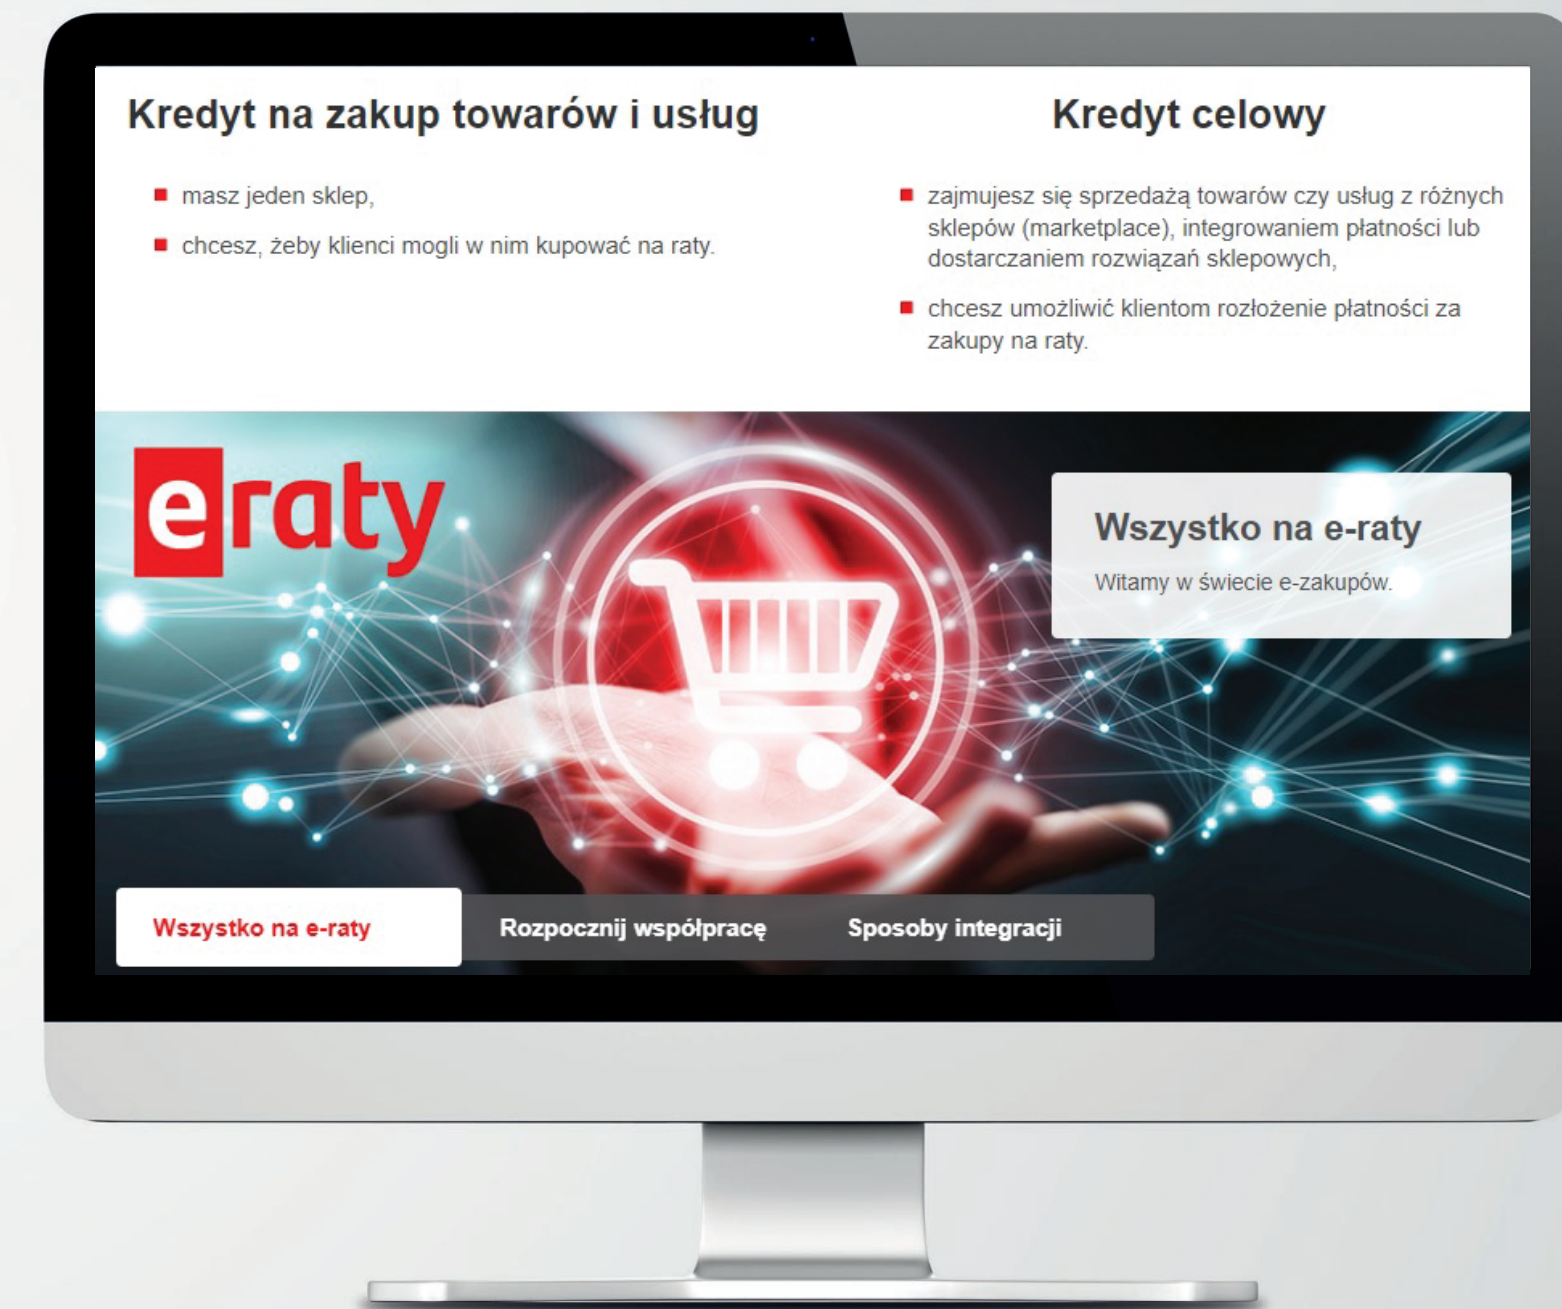 Kredyt na zakup towarów i usług
masz jeden sklep,
chcesz, żeby klienci mogli w nim kupować na raty.
Kredyt celowy
zajmujesz się sprzedażą towarów czy usług z różnych
sklepów (marketplace), integrowaniem płatności lub
dostarczaniem rozwiązań sklepowych,
chcesz umożliwić klientom rozłożenie płatności za
zakupy na raty.
eraty
Wszystko na e-raty
Witamy w świecie e-zakupów.
Wszystko na e-raty
Rozpocznij współpracę
Sposoby integracji